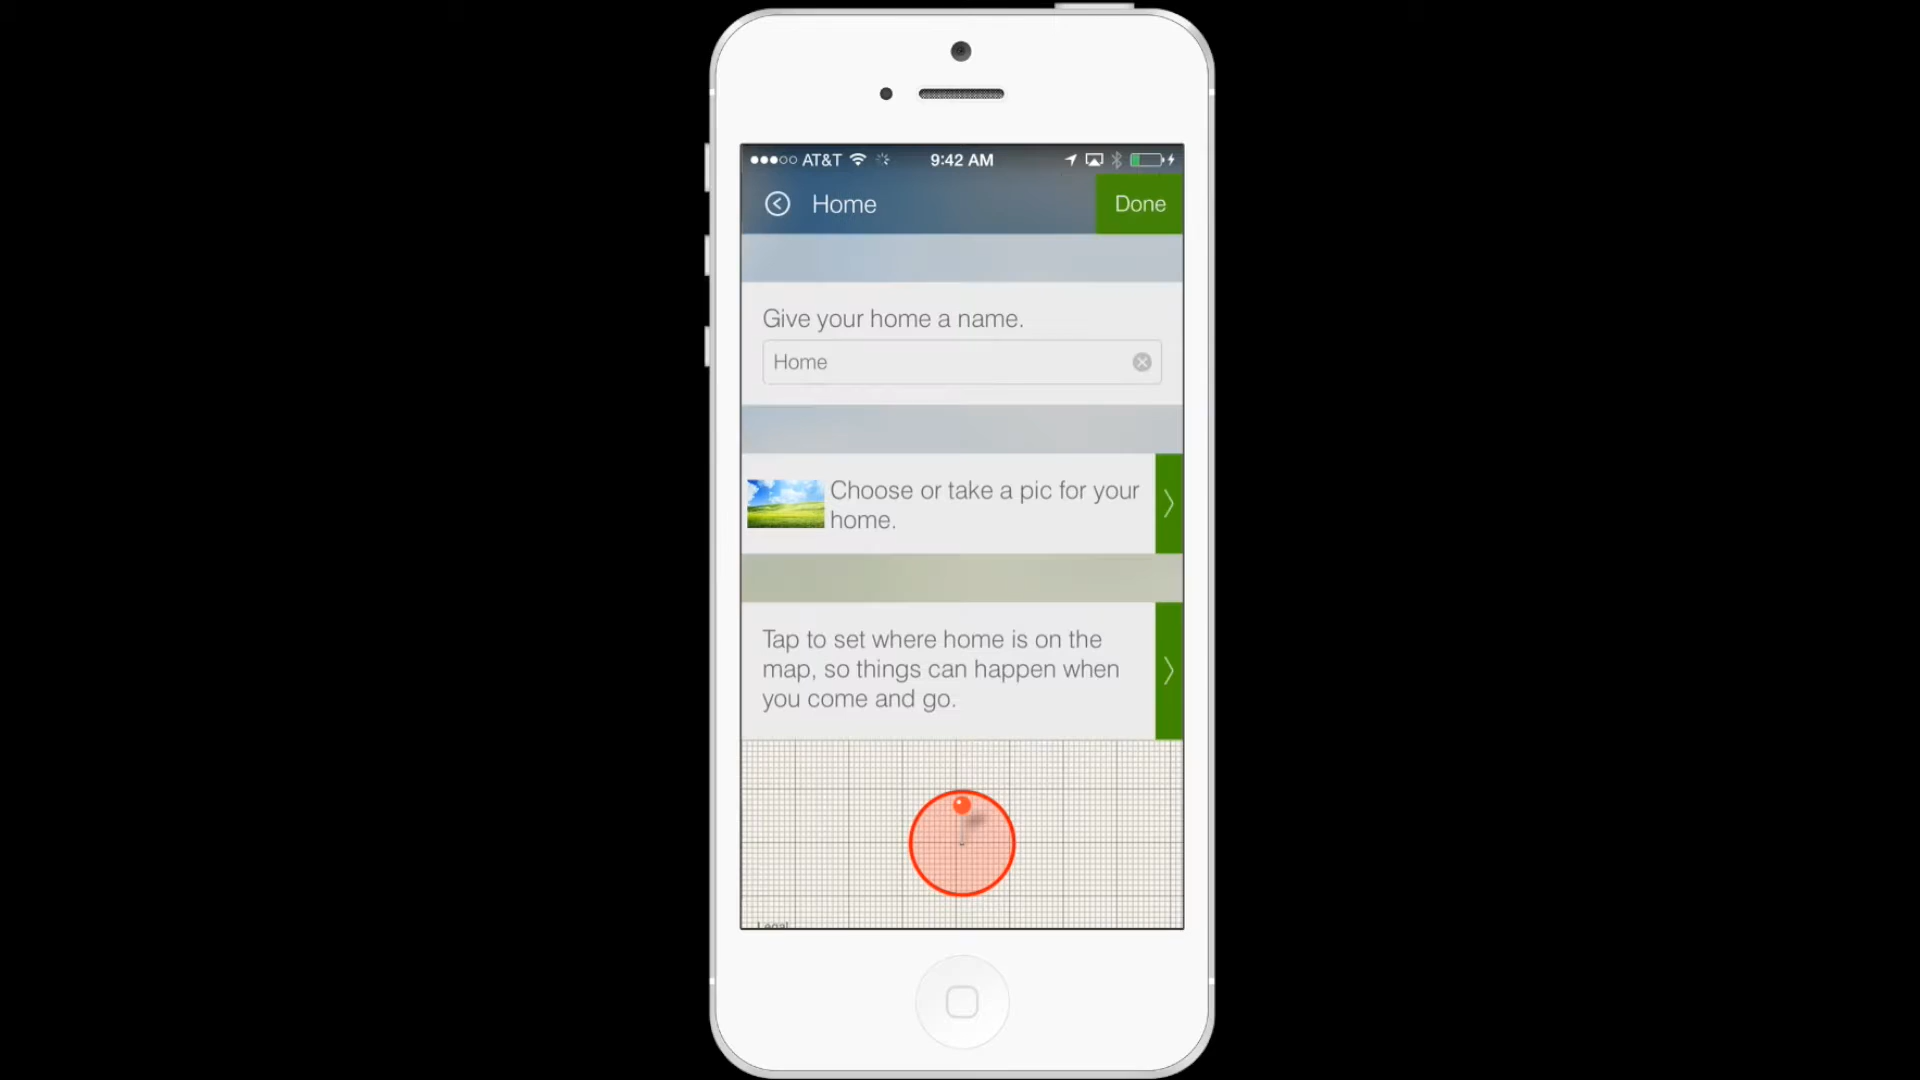 AT&T 9:42 AM
Home Done
Give your home a name.
Home
Choose or take a pic for your
home.
Tap to set where home is on the
map, so things can happen when
you come and go.
Legal